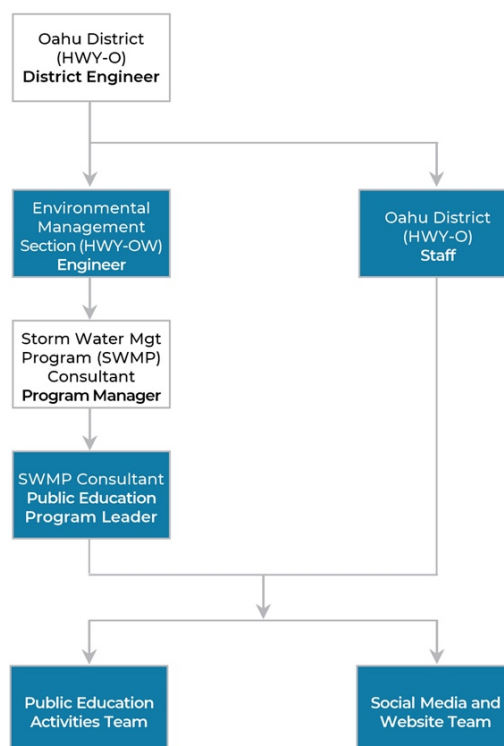 Oahu District
(HWY-O)
District Engineer
Environmental
Management
Section (HWY-OW)
Engineer
Oahu District
(HWY-O)
Staff
Storm Water Mgt
Program (SWMP)
Consultant
Program Manager
SWMP Consultant
Public Education
Program Leader
Public Education
Activities Team
Social Media and
Website Team